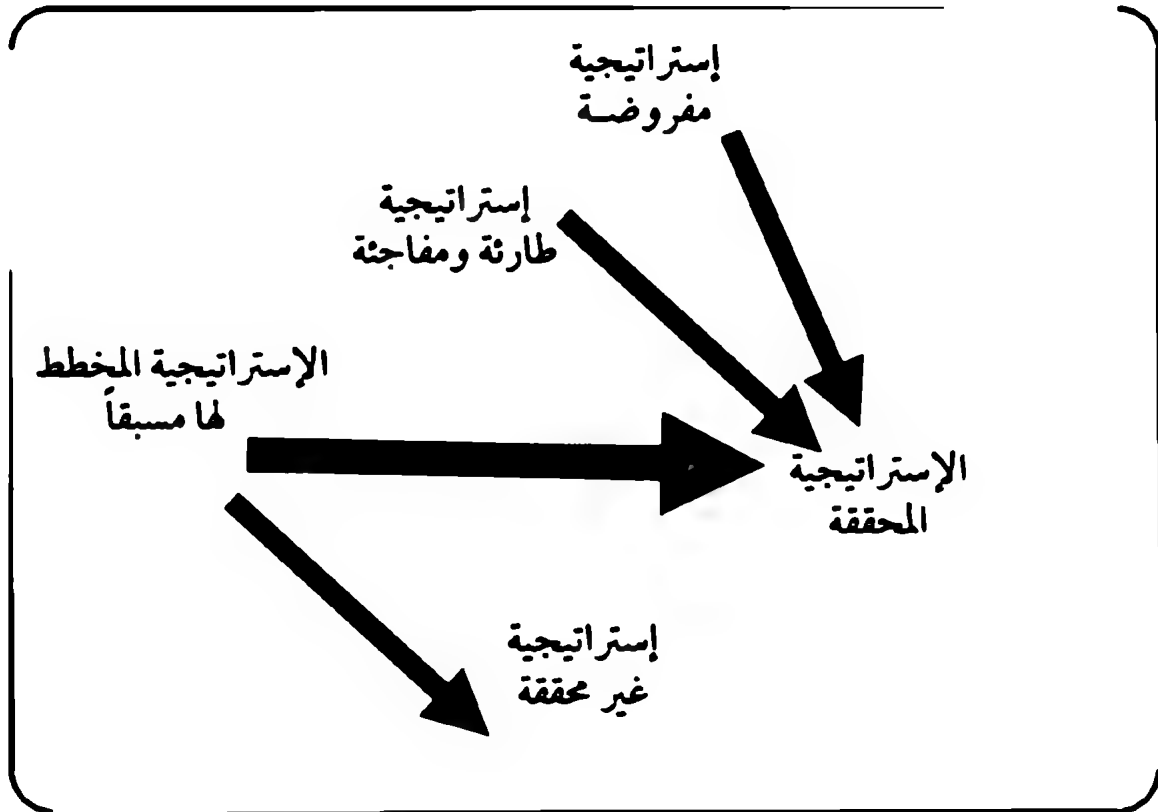 إستراتيجية
مفروضة
إستراتيجية
طارئة ومفاجئة
الإستراتيجية المخطط
لها مسبقاً
الإستراتيجية
المحققة
إستراتيجية
غير محققة